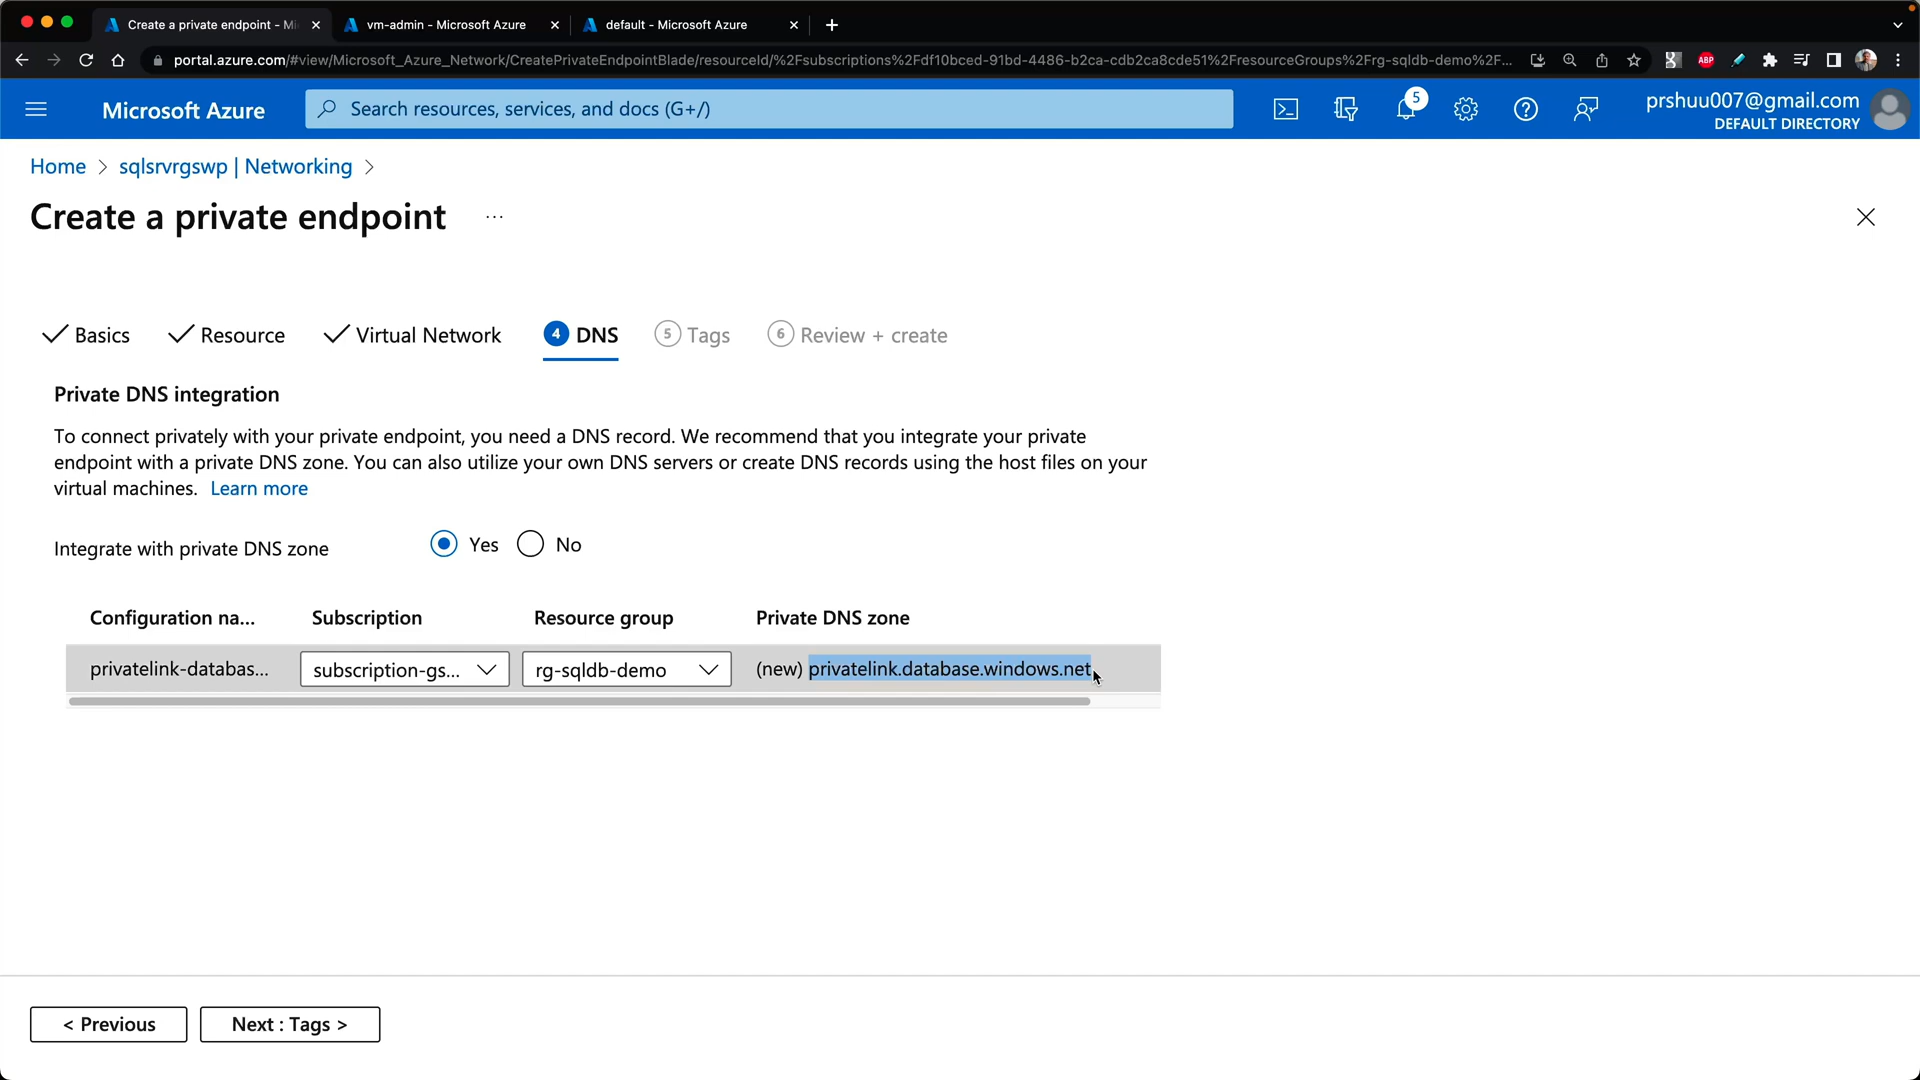 Create a private endpoint - Mi
vm-admin - Microsoft Azure
default - Microsoft Azure
portal.azure.com/#view/Microsoft_Azure_Network/CreatePrivateEndpointBlade/resourceId/%2Fsubscriptions%2Fdf10bced-91bd-4486-b2ca-cdb2ca8cde51%2FresourceGroups%2Frg-sqldb-demo%2F...
ABP
Microsoft Azure
Search resources, services, and docs (G+/)
5
prshuu007@gmail.com
DEFAULT DIRECTORY
Home > sqlsrvrgswp | Networking >
Create a private endpoint ...
Basics
Resource
Virtual Network
4 DNS
5 Tags
6 Review + create
Private DNS integration
To connect privately with your private endpoint, you need a DNS record. We recommend that you integrate your private
endpoint with a private DNS zone. You can also utilize your own DNS servers or create DNS records using the host files on your
virtual machines. Learn more
Integrate with private DNS zone
Yes
No
Configuration na... Subscription Resource group Private DNS zone
privatelink-databas... subscription-gs... rg-sqldb-demo (new) privatelink.database.windows.net
< Previous
Next : Tags >